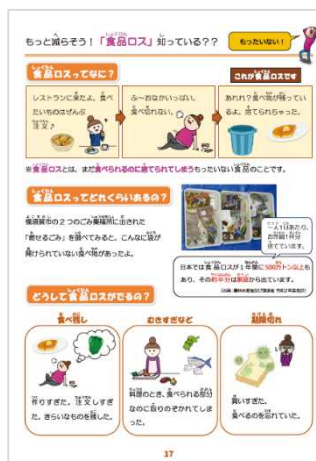 もっと減らそう！「食品ロス」知っている？？
もったいない！
食品ロスってなに？
これが食品ロスです
レストランに来たよ。食べ
たいものはぜんぶ
注文♪
ふ～おなかいっぱい。
食べ切れない。
あれれ？食べ物が残ってい
るよ。捨てられちゃった。
※食品ロスとは、まだ食べられるのに捨てられてしまうもったいない食品のことです。
食品ロスってどれくらいあるの？
横須賀市の２つのごみ集積所に出された
「燃せるごみ」を調べてみると、こんなに袋が
開けられていない食べ物があったよ。
一人1日あたり、
お茶碗1杯分
捨てています。
日本では食品ロスが１年間に500万トン以上も
あり、その約半分は家庭から出ています。
どうして食品ロスがでるの？
食べ残し
むきすぎなど
期限切れ
作りすぎた。注文しすぎ
た。きらいなものを残した。
料理のとき、食べられる部分
なのに取りのぞかれてしま
った。
買いすぎた。
食べるのを忘れていた。
17